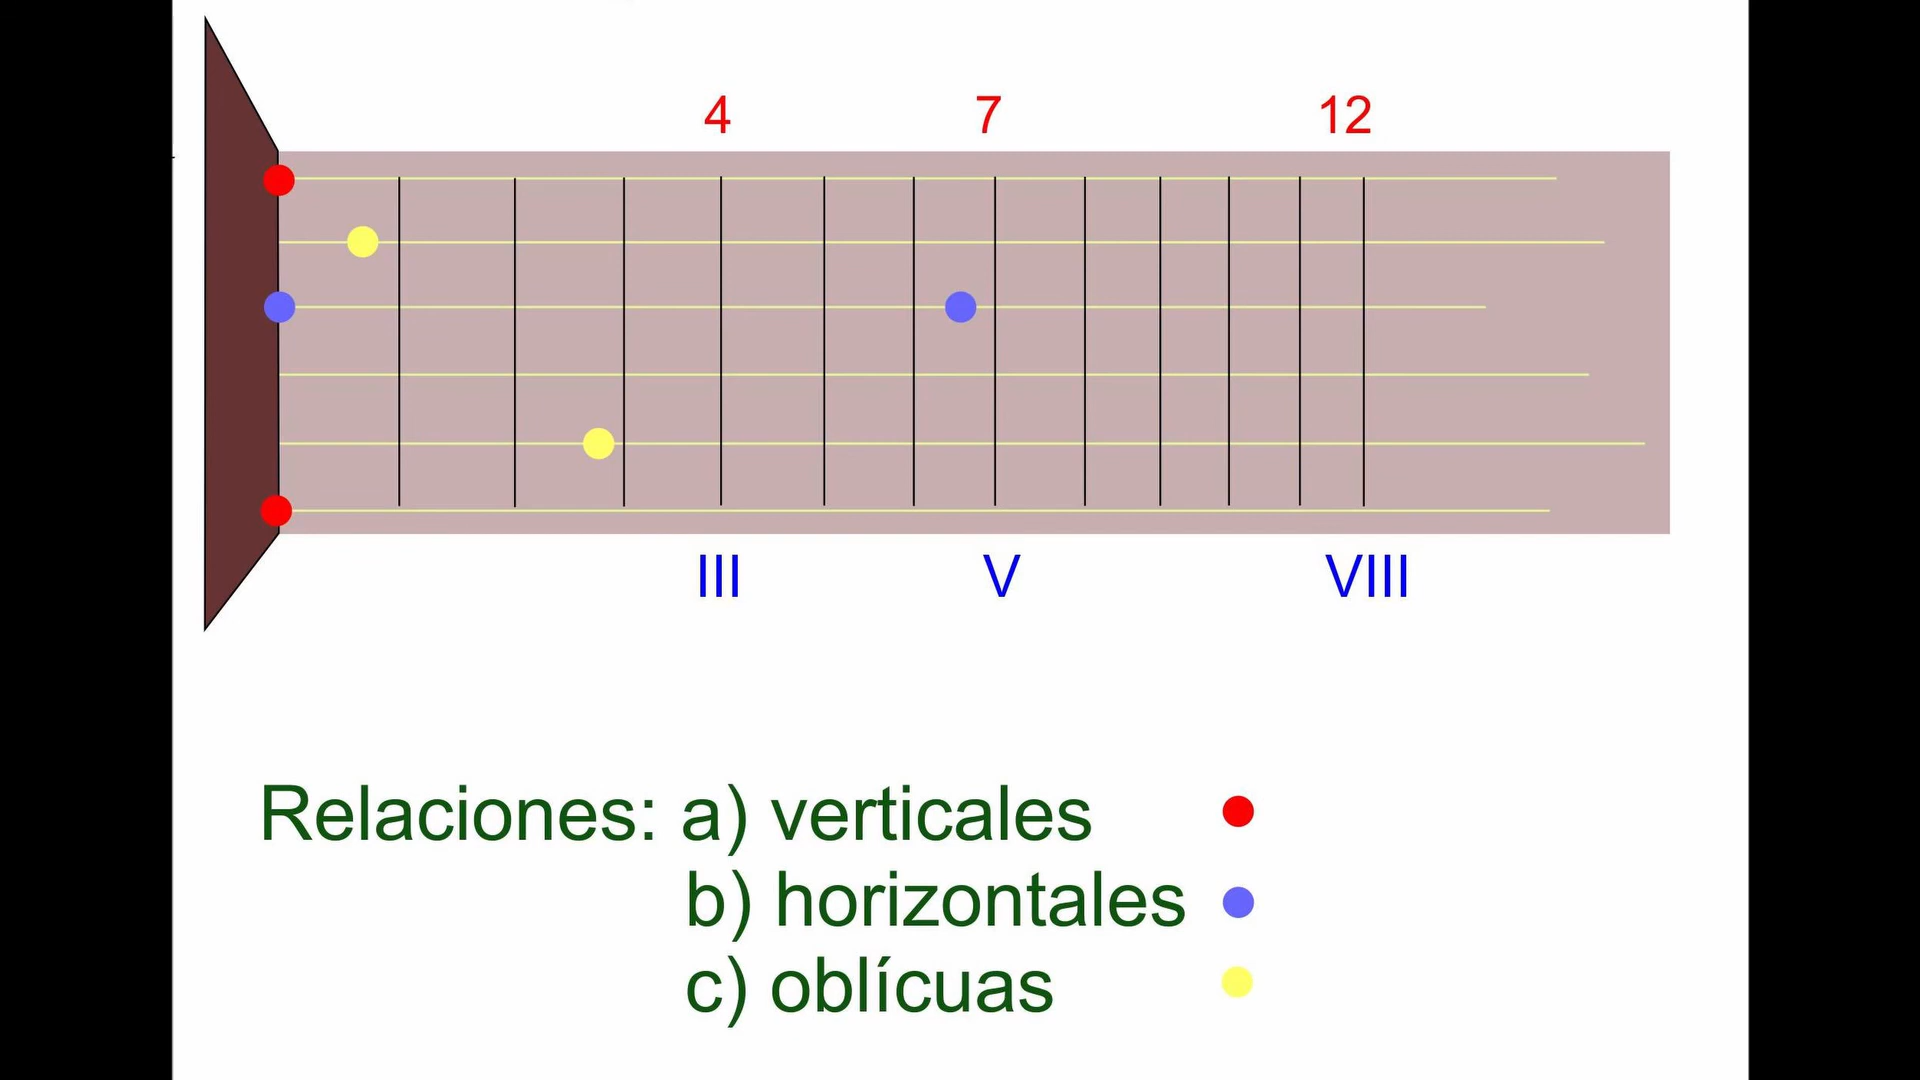 4 7 12
III V VIII
Relaciones: a) verticales
b) horizontales
c) oblícuas